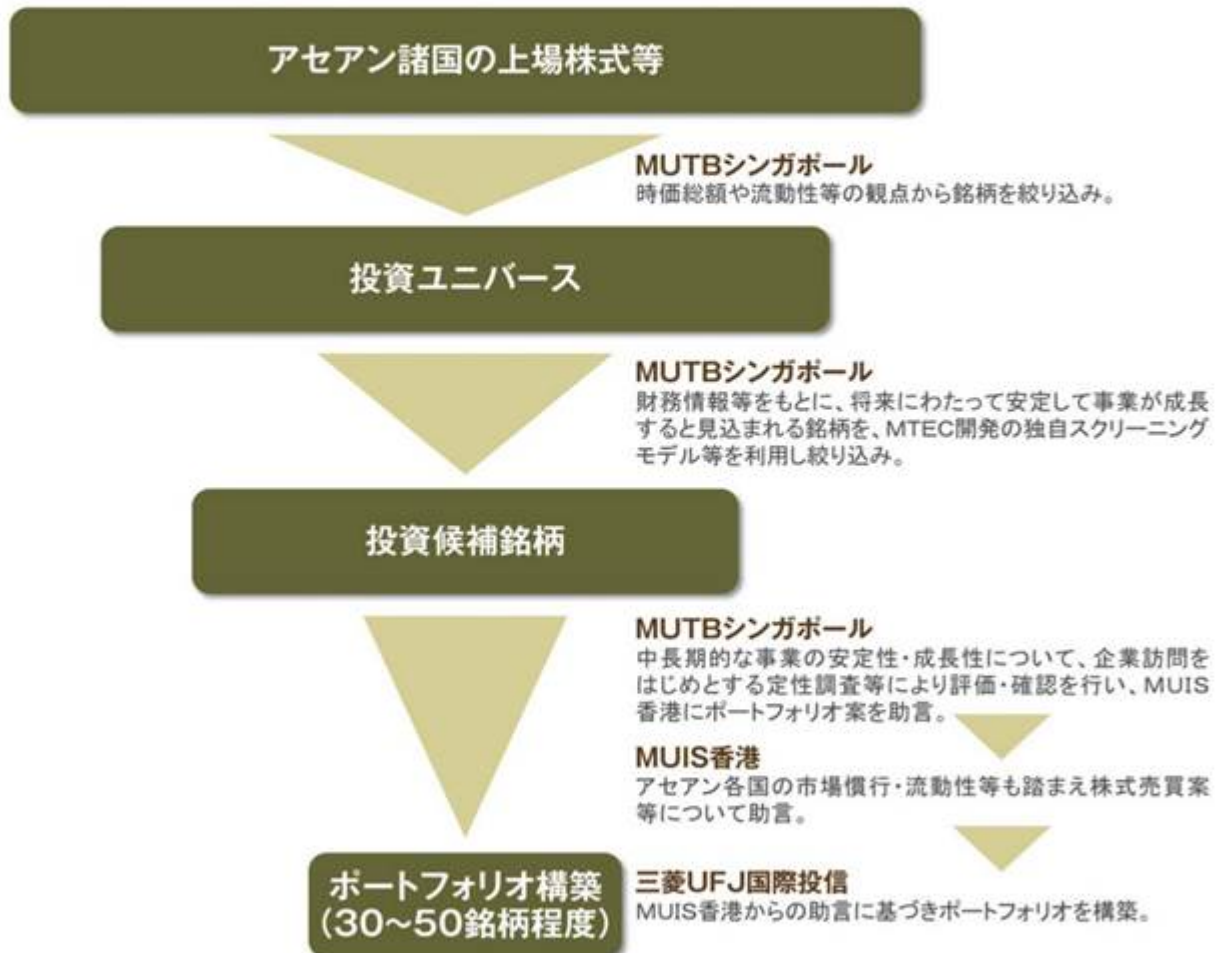 アセアン諸国の上場株式等
MUTBシンガポール
時価総額や流動性等の観点から銘柄を絞り込み。
投資ユニバース
MUTBシンガポール
財務情報等をもとに、将来にわたって安定して事業が成長
すると見込まれる銘柄を、MTEC開発の独自スクリーニング
モデル等を利用し絞り込み。
投資候補銘柄
MUTBシンガポール
中長期的な事業の安定性・成長性について、企業訪問を
はじめとする定性調査等により評価・確認を行い、MUIS
香港にポートフォリオ案を助言。
MUIS香港
アセアン各国の市場慣行・流動性等も踏まえ株式売買案
等について助言。
ポートフォリオ構築
(30〜50銘柄程度)
三菱UFJ国際投信
MUIS香港からの助言に基づきポートフォリオを構築。